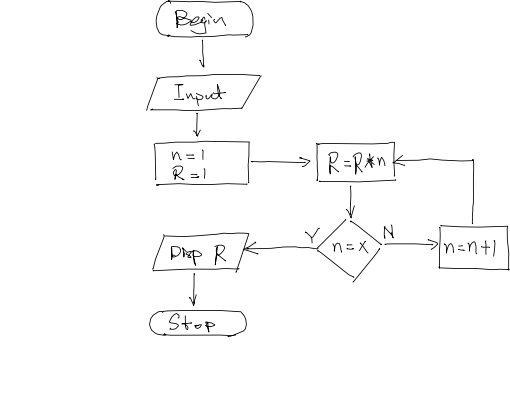 Begin
Input
n=1
R=1
R=R*n
n=x
Y
N
n=n+1
Disp R
Stop